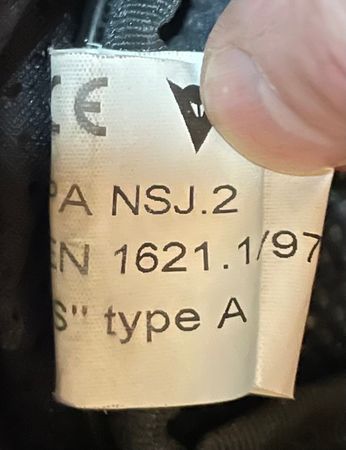 CE
PA NSJ.2
EN 1621.1/97
S" type A